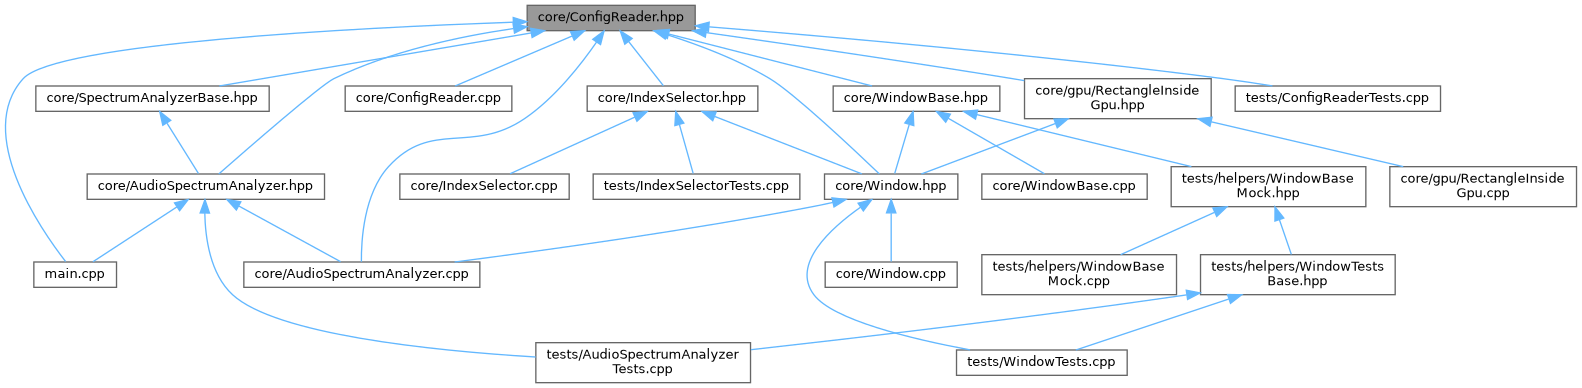 core/ConfigReader.hpp
core/SpectrumAnalyzerBase.hpp
core/ConfigReader.cpp
core/IndexSelector.hpp
core/WindowBase.hpp
core/gpu/RectangleInside
Gpu.hpp
tests/ConfigReaderTests.cpp
core/AudioSpectrumAnalyzer.hpp
core/IndexSelector.cpp
tests/IndexSelectorTests.cpp
core/Window.hpp
core/WindowBase.cpp
tests/helpers/WindowBase
Mock.hpp
core/gpu/RectangleInside
Gpu.cpp
main.cpp
core/AudioSpectrumAnalyzer.cpp
core/Window.cpp
tests/helpers/WindowBase
Mock.cpp
tests/helpers/WindowTests
Base.hpp
tests/AudioSpectrumAnalyzer
Tests.cpp
tests/WindowTests.cpp